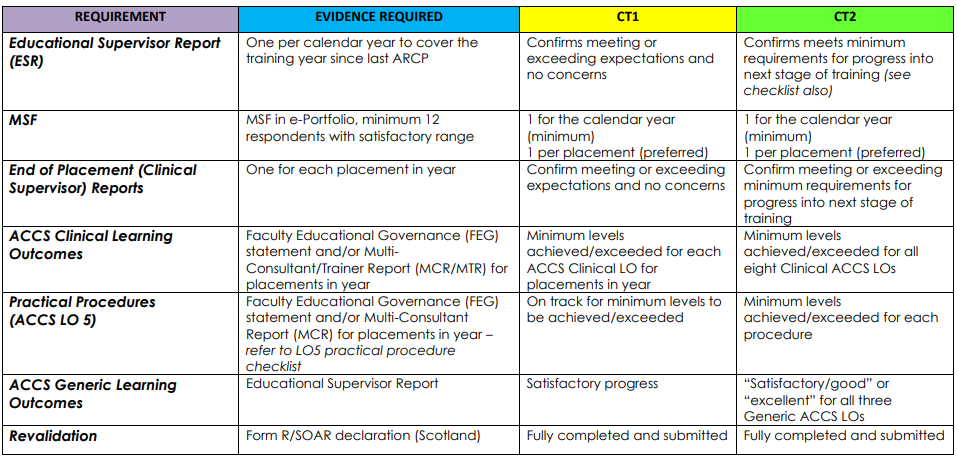 REQUIREMENT
EVIDENCE REQUIRED
CT1
CT2
Educational Supervisor Report
(ESR)
One per calendar year to cover the
training year since last ARCP
Confirms meeting or
exceeding expectations and
no concerns
Confirms meets minimum
requirements for progress into
next stage of training (see
checklist also)
MSF
MSF in e-Portfolio, minimum 12
respondents with satisfactory range
1 for the calendar year
(minimum)
1 per placement (preferred)
1 for the calendar year
(minimum)
1 per placement (preferred)
End of Placement (Clinical
Supervisor) Reports
One for each placement in year
Confirm meeting or exceeding
expectations and no concerns
Confirm meeting or exceeding
minimum requirements for
progress into next stage of
training
ACCS Clinical Learning
Outcomes
Faculty Educational Governance (FEG)
statement and/or Multi-
Consultant/Trainer Report (MCR/MTR) for
placements in year
Minimum levels
achieved/exceeded for each
ACCS Clinical LO for
placements in year
Minimum levels
achieved/exceeded for all
eight Clinical ACCS LOs
Practical Procedures
(ACCS LO 5)
Faculty Educational Governance (FEG)
statement and/or Multi-Consultant
Report (MCR) for placements in year –
refer to LO5 practical procedure
checklist
On track for minimum levels to
be achieved/exceeded
Minimum levels
achieved/exceeded for each
procedure
ACCS Generic Learning
Outcomes
Educational Supervisor Report
Satisfactory progress
“Satisfactory/good” or
“excellent” for all three
Generic ACCS LOs
Revalidation
Form R/SOAR declaration (Scotland)
Fully completed and submitted
Fully completed and submitted